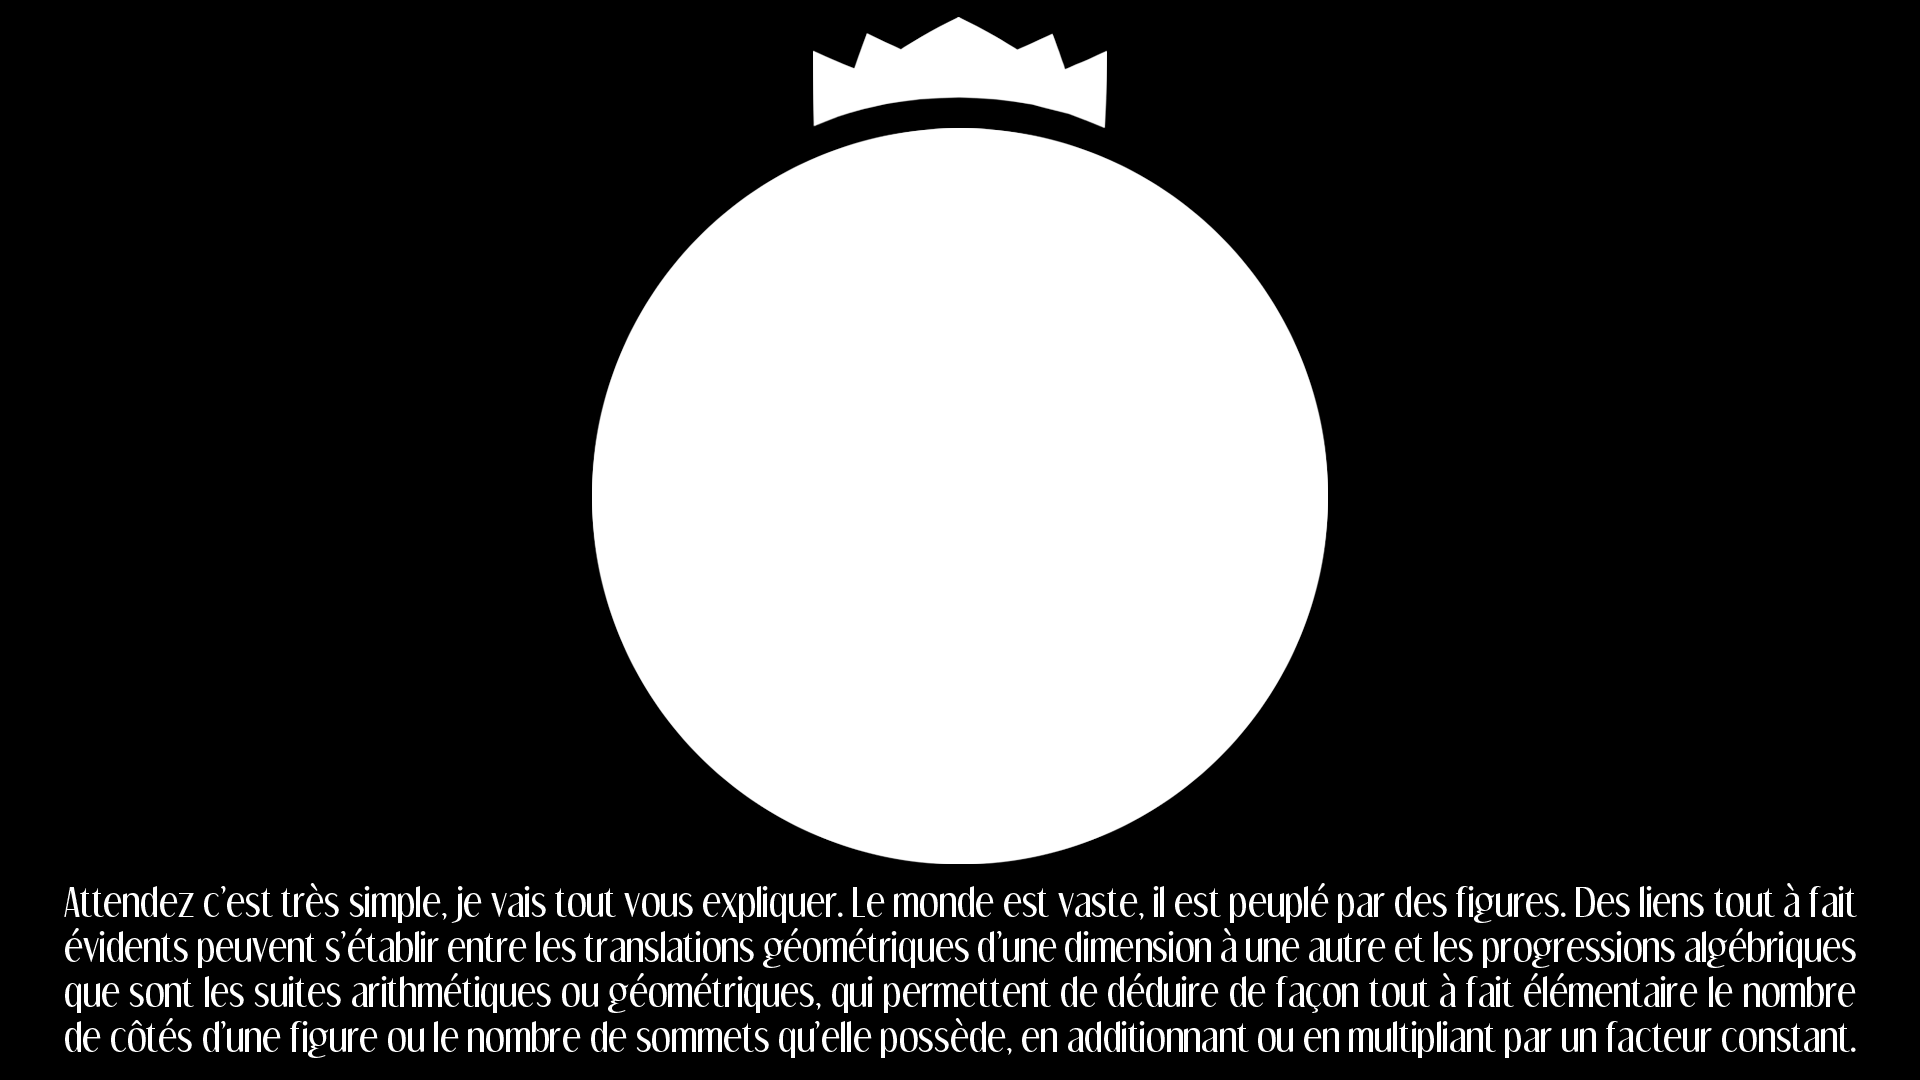 Attendez c’est très simple, je vais tout vous expliquer. Le monde est vaste, il est peuplé par des figures. Des liens tout à fait
évidents peuvent s’établir entre les translations géométriques d’une dimension à une autre et les progressions algébriques
que sont les suites arithmétiques ou géométriques, qui permettent de déduire de façon tout à fait élémentaire le nombre
de côtés d’une figure ou le nombre de sommets qu’elle possède, en additionnant ou en multipliant par un facteur constant.